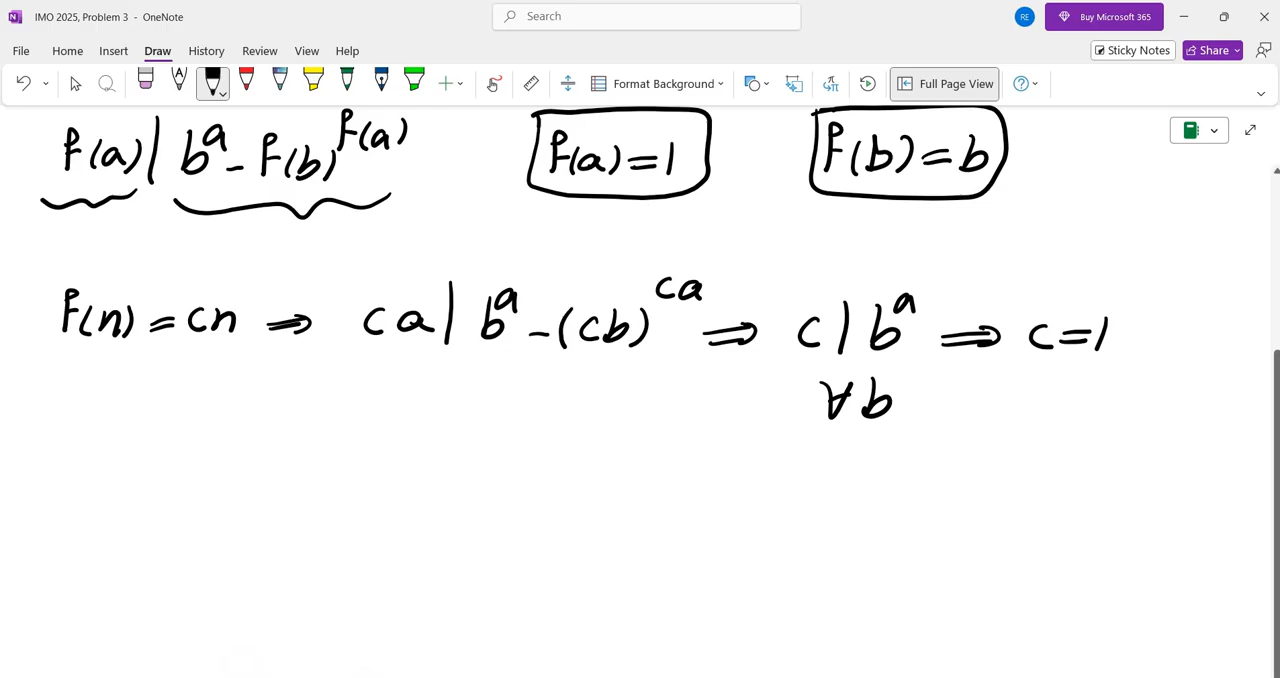 IMO 2025, Problem 3 - OneNote
Search
RE
Buy Microsoft 365
File Home Insert Draw History Review View Help
Sticky Notes
Share
Format Background
Full Page View
f(a) | b^a - f(b)^f(a) f(a) = 1 f(b) = b
f(n) = cn ⇒ ca | b^a - (cb)^ca ⇒ c | b^a ⇒ c = 1
∀ b